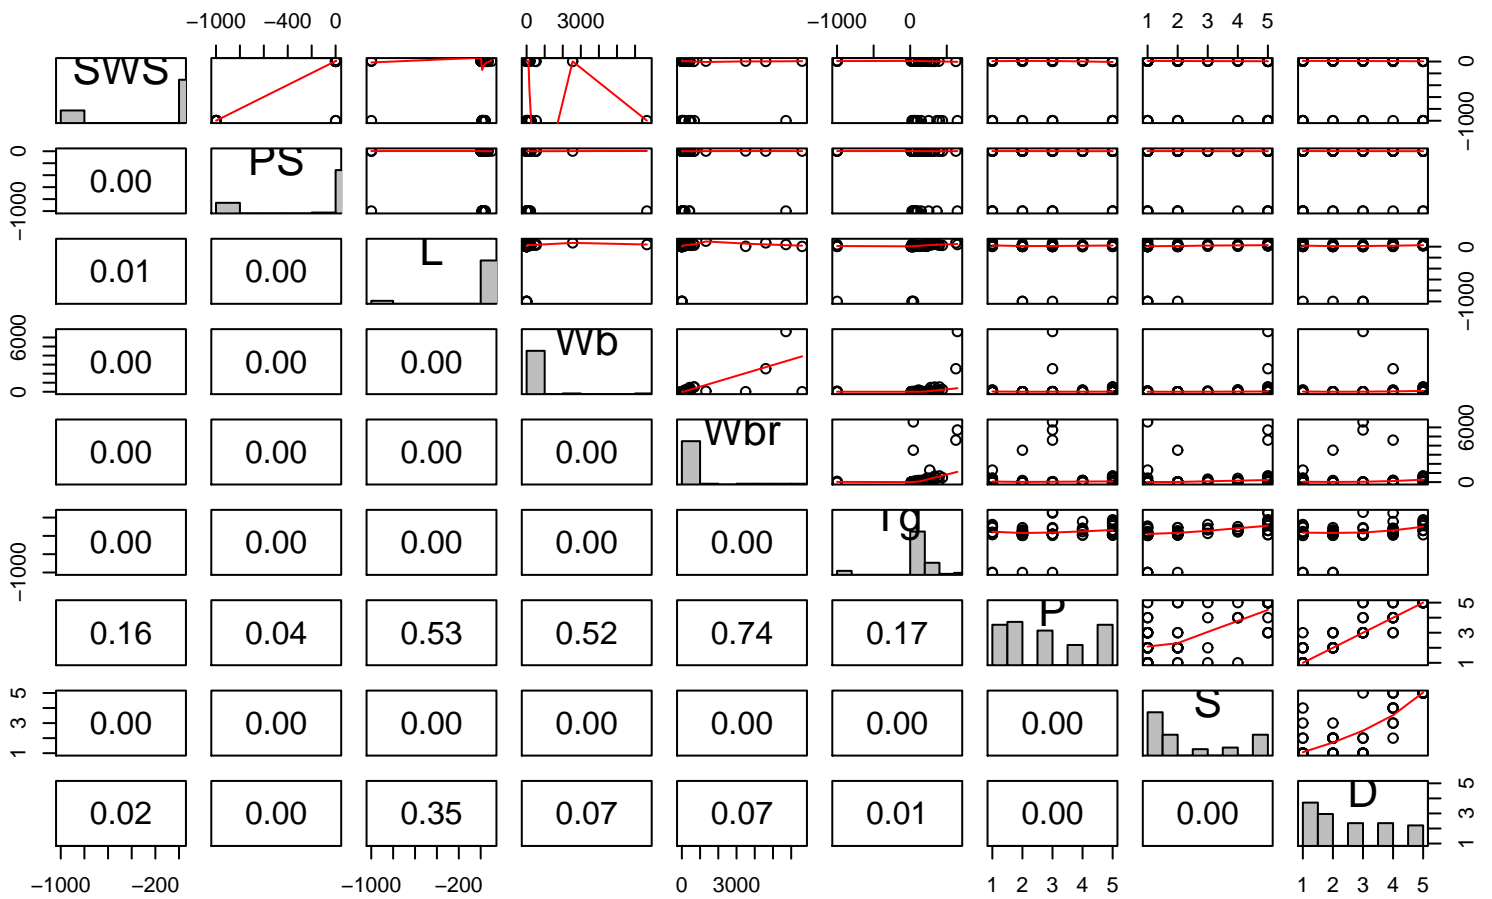 −1000 −400 0 0 3000 −1000 0 1 2 3 4 5
SWS 0 −1000
0 −1000 0.00 PS
0.01 0.00 L 0 −1000
6000 0 0.00 0.00 0.00 Wb
0.00 0.00 0.00 0.00 Wbr 6000 0
−1000 0.00 0.00 0.00 0.00 0.00 Tg
0.16 0.04 0.53 0.52 0.74 0.17 P 5 3 1
5 3 1 0.00 0.00 0.00 0.00 0.00 0.00 0.00 S
0.02 0.00 0.35 0.07 0.07 0.01 0.00 0.00 D 5 3 1
−1000 −200 −1000 −200 0 3000 1 2 3 4 5 1 2 3 4 5